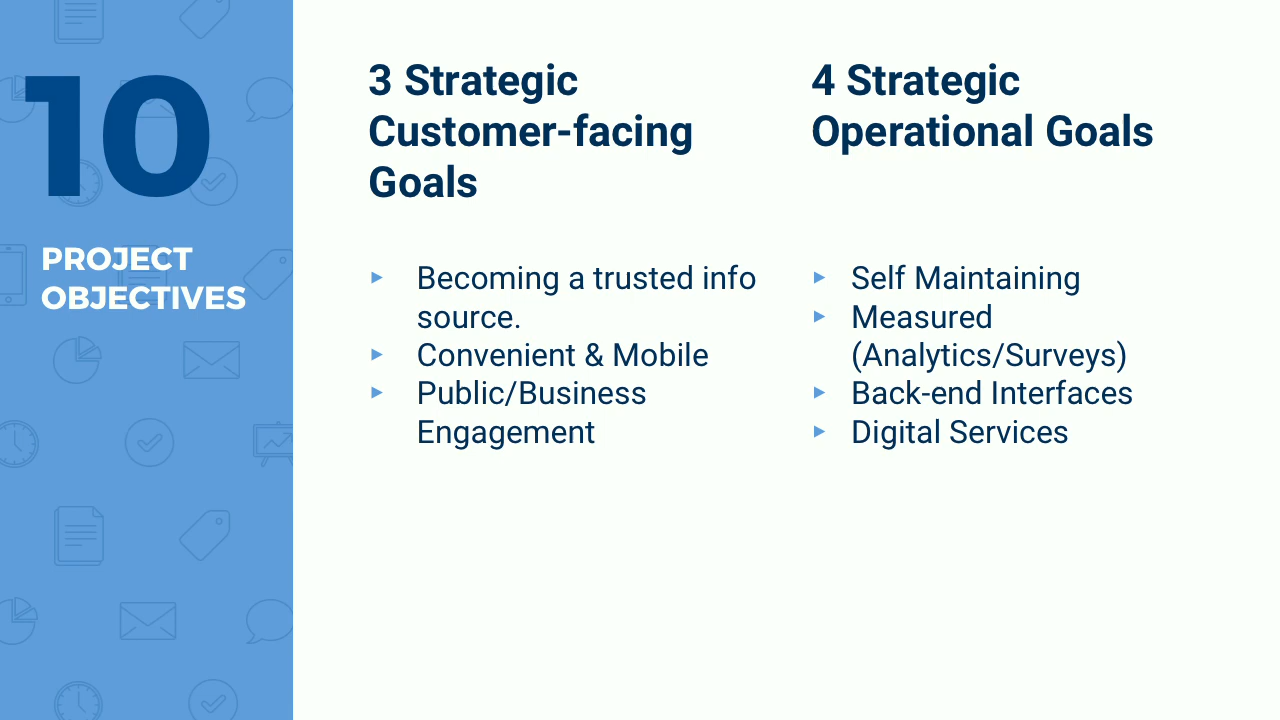 10
PROJECT
OBJECTIVES
3 Strategic
Customer-facing
Goals
▸ Becoming a trusted info
source.
▸ Convenient & Mobile
▸ Public/Business
Engagement
4 Strategic
Operational Goals
▸ Self Maintaining
▸ Measured
(Analytics/Surveys)
▸ Back-end Interfaces
▸ Digital Services